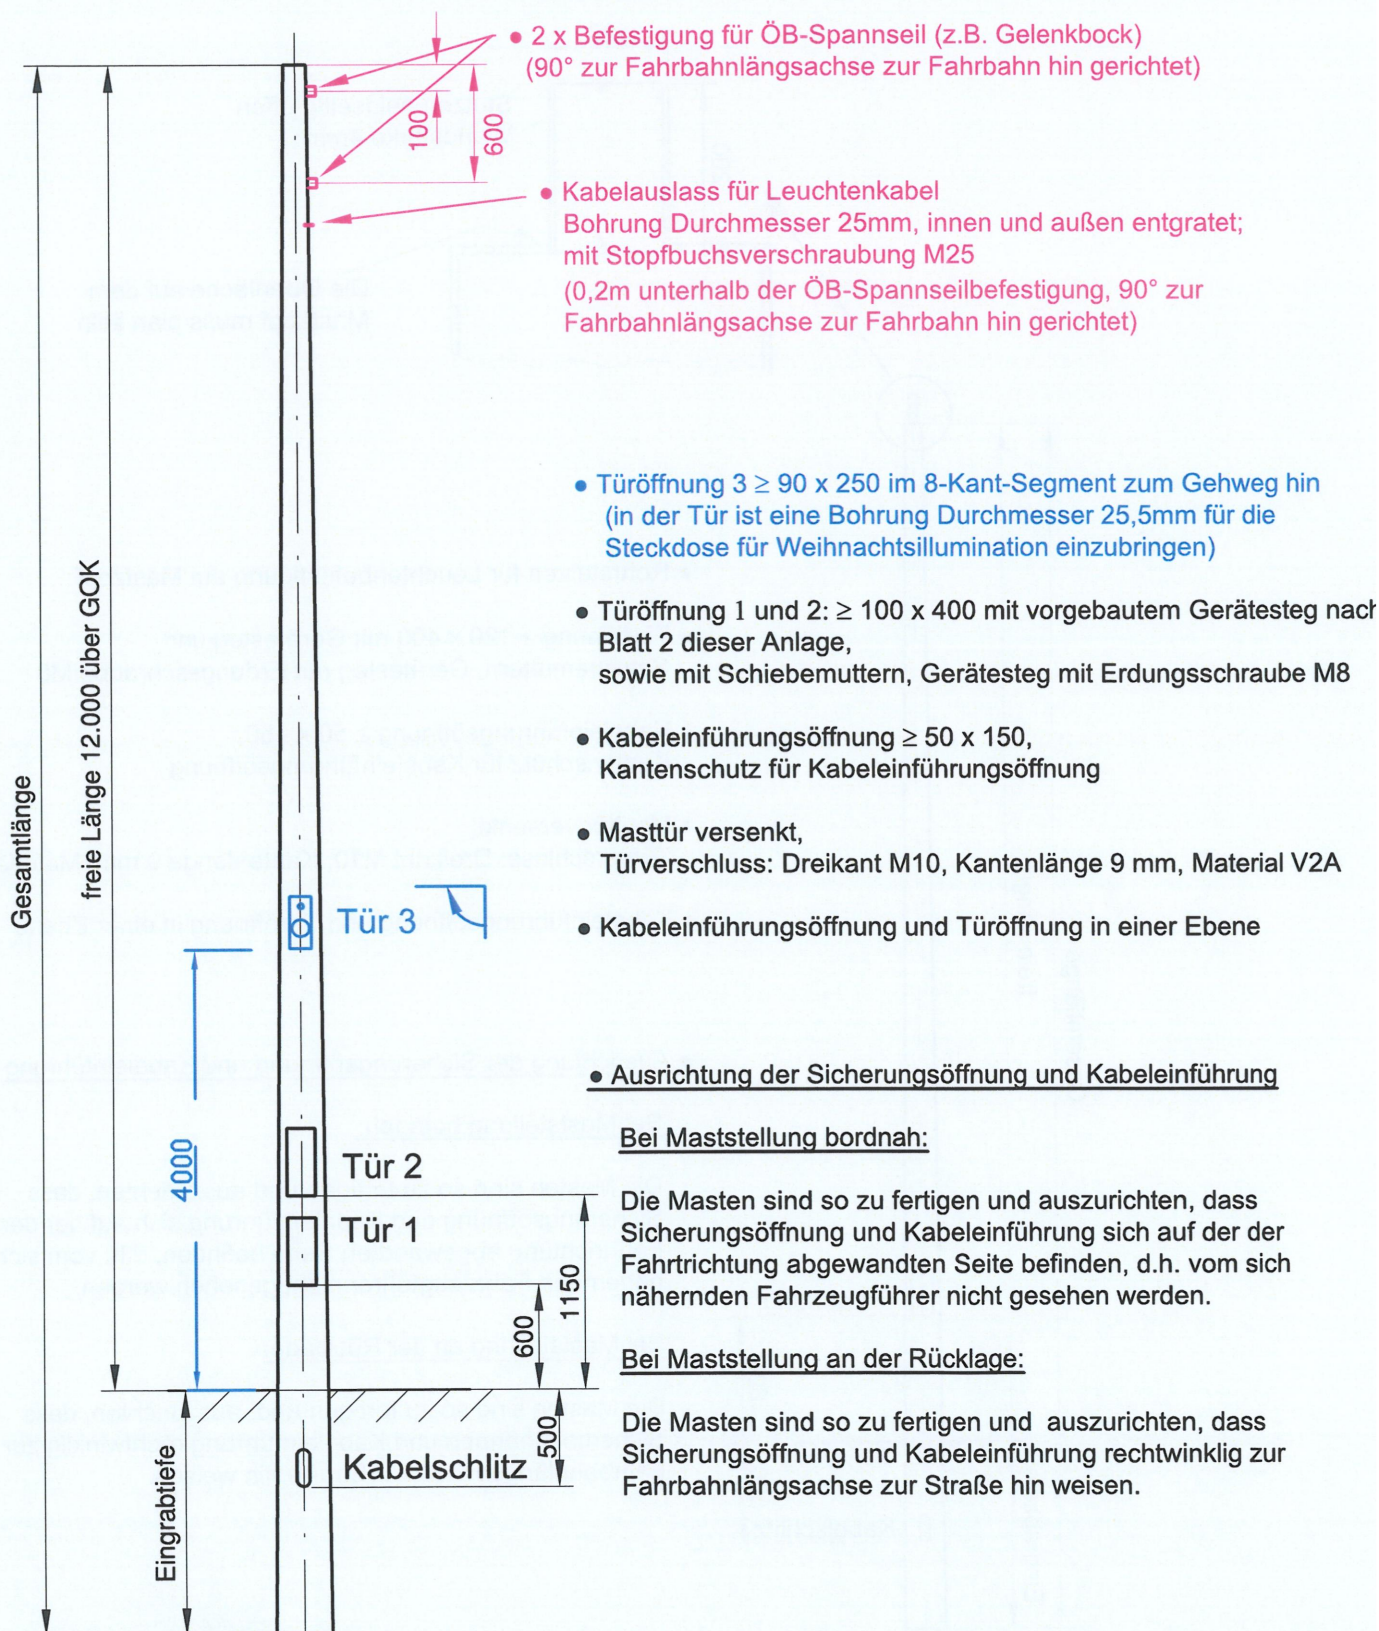 • 2 x Befestigung für ÖB-Spannseil (z.B. Gelenkbock)
(90° zur Fahrbahnlängsachse zur Fahrbahn hin gerichtet)
100
600
• Kabelauslass für Leuchtenkabel
Bohrung Durchmesser 25mm, innen und außen entgratet;
mit Stopfbuchsverschraubung M25
(0,2m unterhalb der ÖB-Spannseilbefestigung, 90° zur
Fahrbahnlängsachse zur Fahrbahn hin gerichtet)
• Türöffnung 3 ≥ 90 x 250 im 8-Kant-Segment zum Gehweg hin
(in der Tür ist eine Bohrung Durchmesser 25,5mm für die
Steckdose für Weihnachtsillumination einzubringen)
• Türöffnung 1 und 2: ≥ 100 x 400 mit vorgebautem Gerätesteg nach
Blatt 2 dieser Anlage,
sowie mit Schiebemuttern, Gerätesteg mit Erdungsschraube M8
• Kabeleinführungsöffnung ≥ 50 x 150,
Kantenschutz für Kabeleinführungsöffnung
• Masttür versenkt,
Türverschluss: Dreikant M10, Kantenlänge 9 mm, Material V2A
• Kabeleinführungsöffnung und Türöffnung in einer Ebene
Gesamtlänge
freie Länge 12.000 über GOK
Tür 3
4000
Tür 2
Tür 1
600
1150
500
Kabelschlitz
Eingrabtiefe
• Ausrichtung der Sicherungsöffnung und Kabeleinführung
Bei Maststellung bordnah:
Die Masten sind so zu fertigen und auszurichten, dass
Sicherungsöffnung und Kabeleinführung sich auf der der
Fahrtrichtung abgewandten Seite befinden, d.h. vom sich
nähernden Fahrzeugführer nicht gesehen werden.
Bei Maststellung an der Rücklage:
Die Masten sind so zu fertigen und auszurichten, dass
Sicherungsöffnung und Kabeleinführung rechtwinklig zur
Fahrbahnlängsachse zur Straße hin weisen.